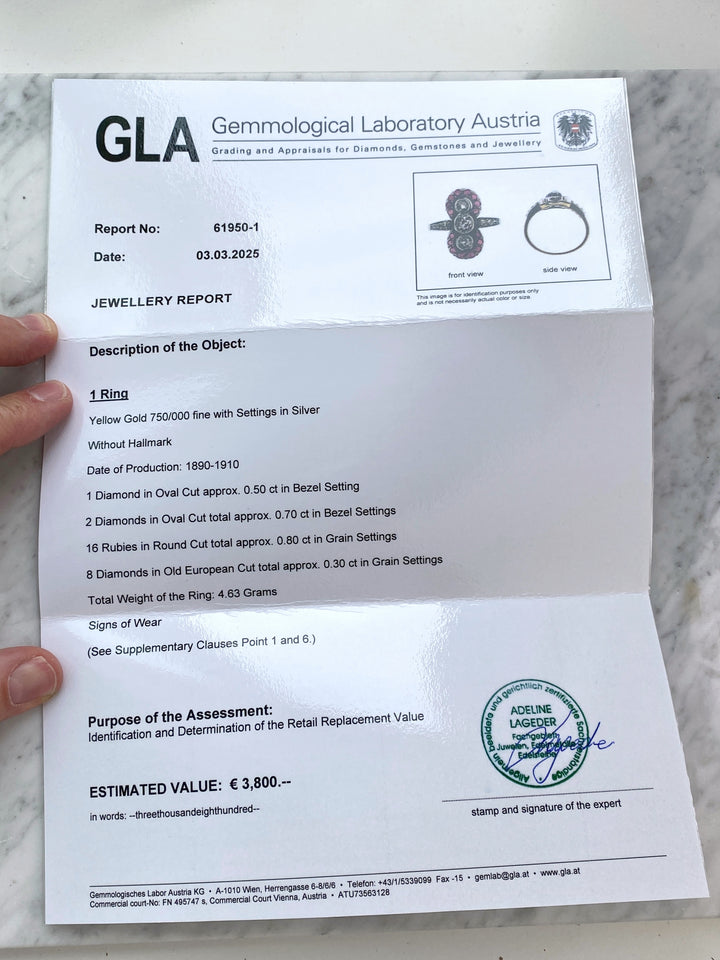 GLA Gemmological Laboratory Austria
Grading and Appraisals for Diamonds, Gemstones and Jewellery
Report No: 61950-1
Date: 03.03.2025
JEWELLERY REPORT
front view
side view
This image is for identification purposes only
and is not necessarily actual color or size.
Description of the Object:
1 Ring
Yellow Gold 750/000 fine with Settings in Silver
Without Hallmark
Date of Production: 1890-1910
1 Diamond in Oval Cut approx. 0.50 ct in Bezel Setting
2 Diamonds in Oval Cut total approx. 0.70 ct in Bezel Settings
16 Rubies in Round Cut total approx. 0.80 ct in Grain Settings
8 Diamonds in Old European Cut total approx. 0.30 ct in Grain Settings
Total Weight of the Ring: 4.63 Grams
Signs of Wear
(See Supplementary Clauses Point 1 and 6.)
Purpose of the Assessment:
Identification and Determination of the Retail Replacement Value
ESTIMATED VALUE: € 3,800.--
in words: --threethousandeighthundred--
Allgemein beeidete und gerichtlich zertifizierte Sachverständige
ADELINE
LAGEDER
Fachgebiete
Juwelen,
Edelsteine
stamp and signature of the expert
Gemmologisches Labor Austria KG • A-1010 Wien, Herrengasse 6-8/6/6 • Telefon: +43/1/5339099 Fax -15 • gemlab@gla.at • www.gla.at
Commercial court-No: FN 495747 s, Commercial Court Vienna, Austria • ATU73563128